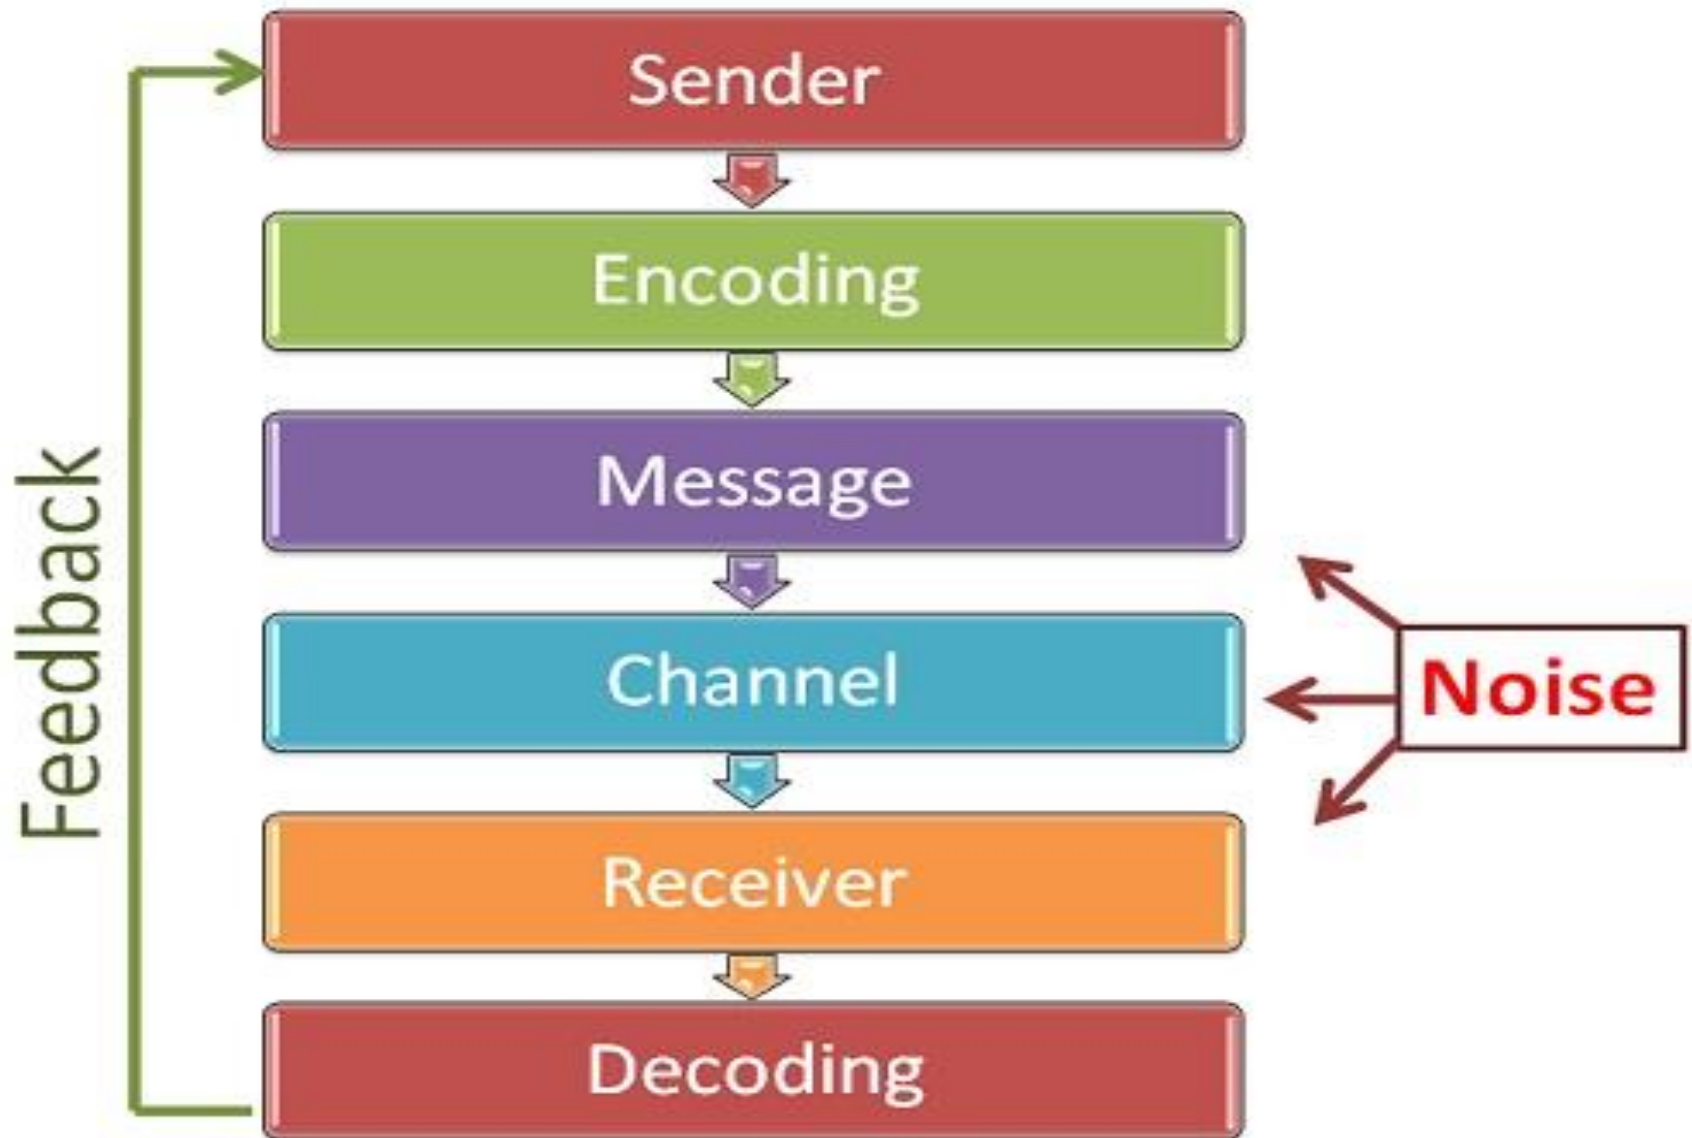 Sender
Encoding
Message
Channel
Receiver
Decoding
Feedback
Noise